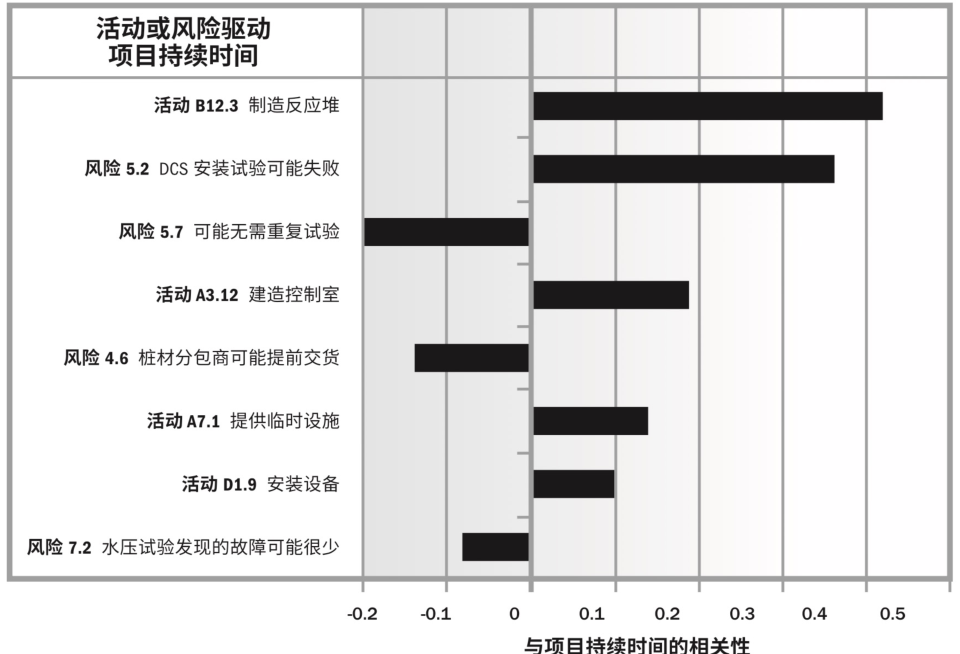 活动或风险驱动
项目持续时间
活动 B12.3 制造反应堆
风险 5.2 DCS 安装试验可能失败
风险 5.7 可能无需重复试验
活动 A3.12 建造控制室
风险 4.6 桩材分包商可能提前交货
活动 A7.1 提供临时设施
活动 D1.9 安装设备
风险 7.2 水压试验发现的故障可能很少
-0.2 -0.1 0 0.1 0.2 0.3 0.4 0.5
与项目持续时间的相关性